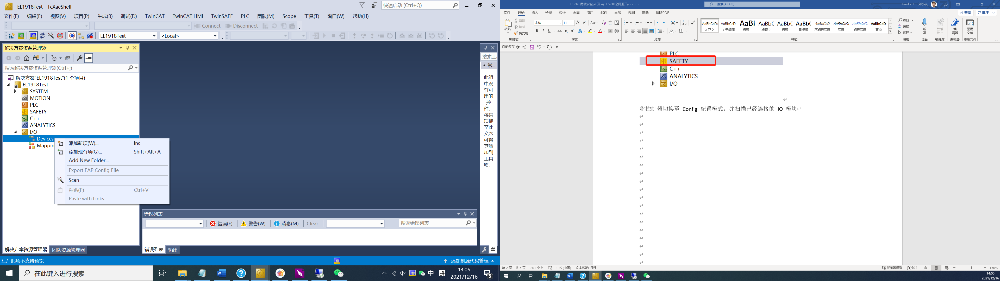 EL1918Test - TcXaeShell
快速启动 (Ctrl+Q)
文件(F) 编辑(E) 视图(V) 项目(P) 生成(B) 调试(D) TwinCAT TwinCAT HMI TwinSAFE PLC 团队(M) Scope 工具(T) 窗口(W) 帮助(H)
Connect Disconnect
EL1918Test <Local>
解决方案资源管理器
搜索解决方案资源管理器(Ctrl+;)
解决方案"EL1918Test"(1 个项目)
EL1918Test
SYSTEM
MOTION
PLC
SAFETY
C++
ANALYTICS
I/O
Devices
Mappin
添加新项(W)... Ins
添加现有项(G)... Shift+Alt+A
Add New Folder...
Export EAP Config File
Scan
粘贴(P) Ctrl+V
Paste with Links
解决方案资源管理器 团队资源管理器
错误列表
错误(E) 警告(W) 消息(M) Clear 搜索错误列表
错误列表 输出
搜索工
常...
此组
中没
有可
用的
控
件。
将某
项拖
至此
文本
可将
其添
加到
工具
箱。
此项不支持预览 添加到源代码管理
在此键入进行搜索
中 拼 14:05
2021/12/16
5
EL1918 用做安全plc及 与EL6910之间通讯.docx
搜索(Alt+Q)
Xiaobo Liu 刘小波
文件 开始 插入 绘图 设计 布局 引用 邮件 审阅 视图 帮助 福昕PDF
共享 批注
粘贴 剪切 复制 格式刷
宋体 11
B I U
剪贴板 字体 段落 样式 编辑 语音 敏感度 编辑器 重用文件
AaBbCcDi 正文
AaBbCcDi 无间隔
AaBl 标题 1
AaBbC 标题 2
AaBbC 标题
AaBbC 副标题
AaBbCcD. 不明显强调
AaBbCcD. 强调
AaBbCcD. 明显强调
AaBbCcD 要点
查找
替换
选择
听写
敏感性
编辑器
重用文件
自动保存 关
PLC
SAFETY
C++
ANALYTICS
I/O
将控制器切换至 Config 配置模式，并扫描已经连接的 IO 模块
第 2 页，共 5 页 201 个字 中文(中国) 文本预测: 打开
显示器设置 专注 150%
14:05
2021/12/16